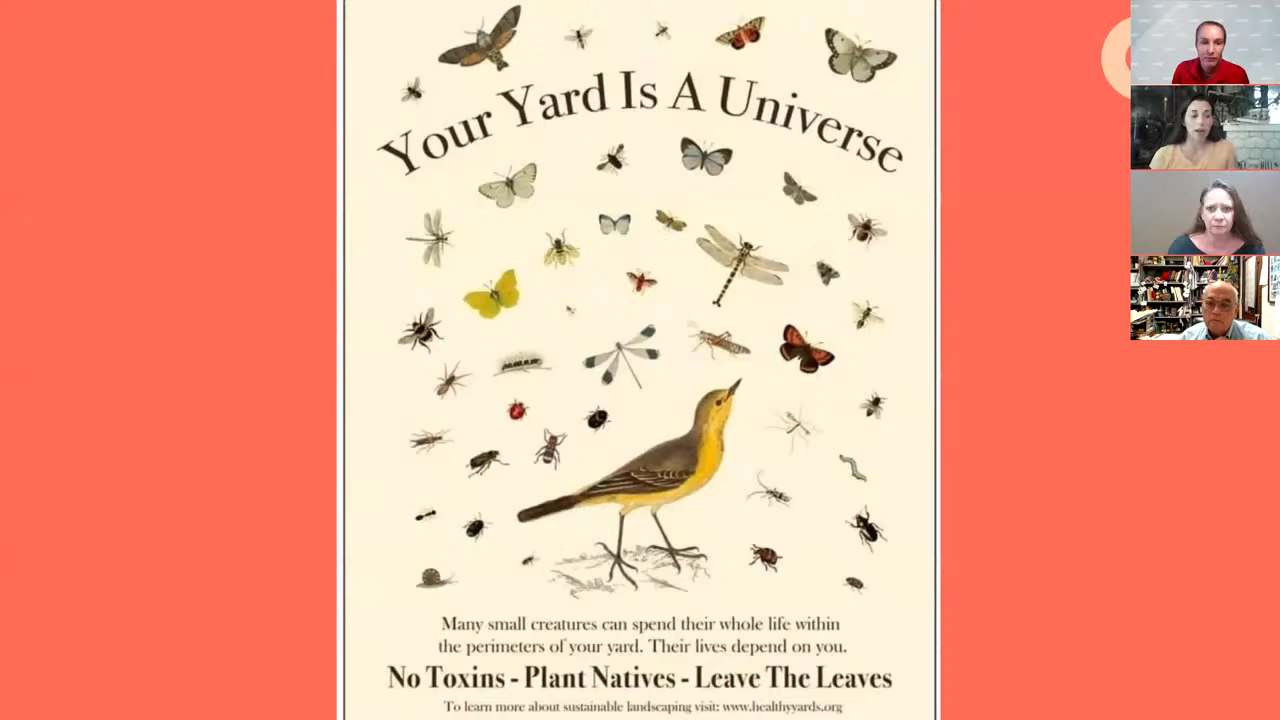 Your Yard Is A Universe
Many small creatures can spend their whole life within
the perimeters of your yard. Their lives depend on you.
No Toxins - Plant Natives - Leave The Leaves
To learn more about sustainable landscaping visit: www.healthyyards.org